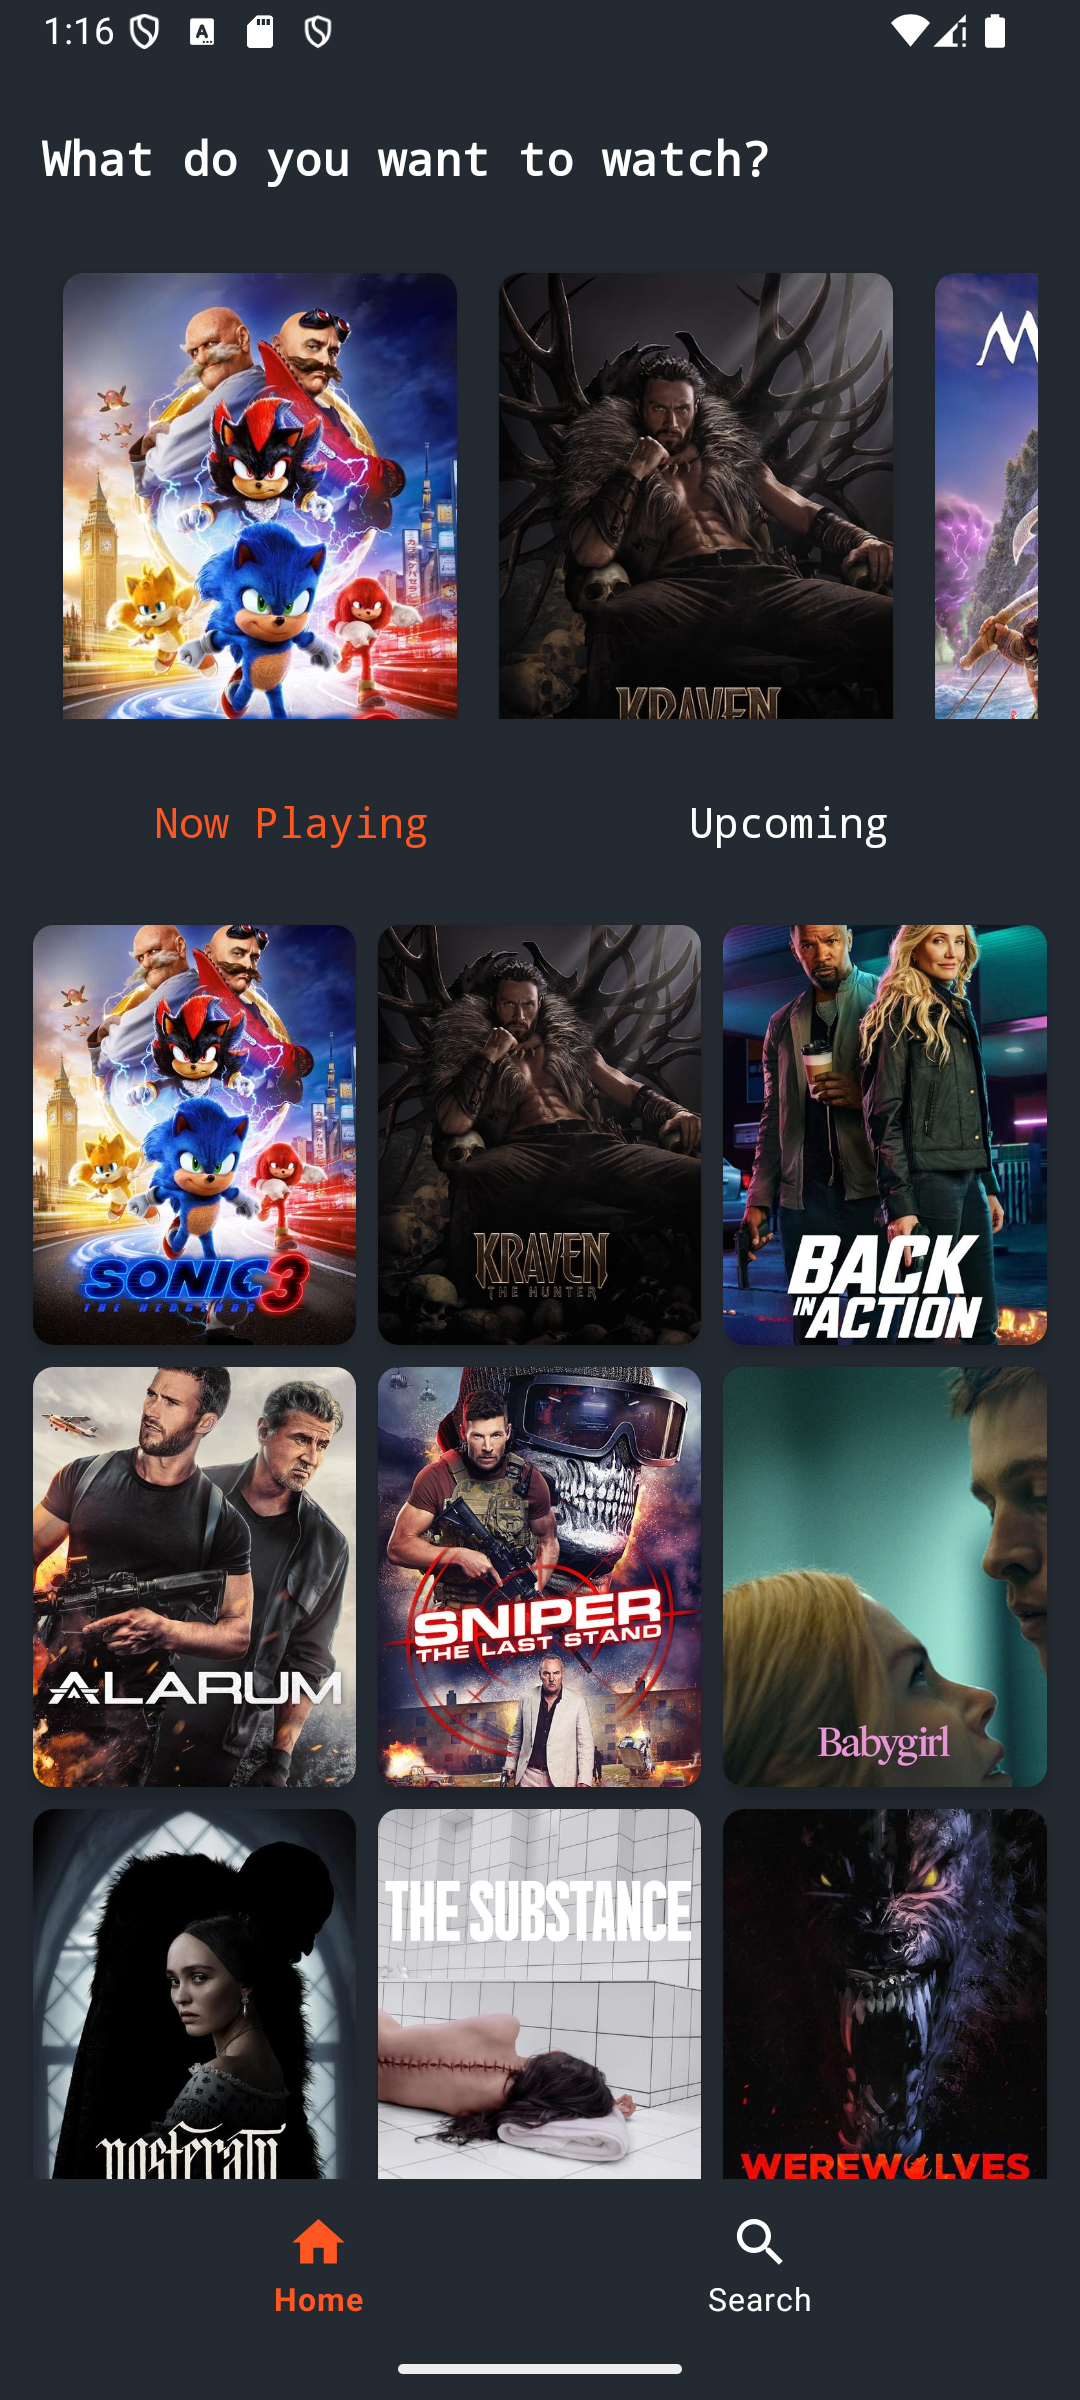 1:16
What do you want to watch?
KRAVEN
M
Now Playing
Upcoming
SONIC 3
THE HEDGEHOG
KRAVEN
THE HUNTER
BACK
IN ACTION
ALARUM
SNIPER
THE LAST STAND
Babygirl
nosferatu
THE SUBSTANCE
WEREWOLVES
Home
Search